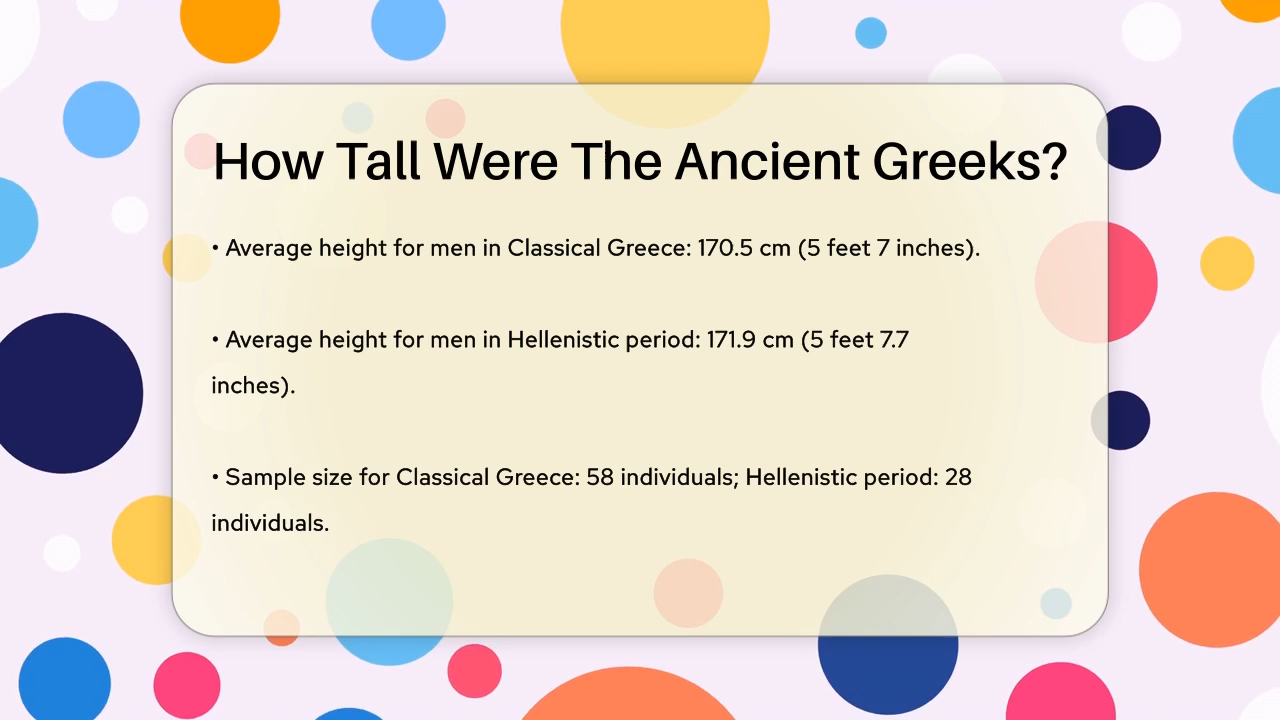 How Tall Were The Ancient Greeks?
• Average height for men in Classical Greece: 170.5 cm (5 feet 7 inches).
• Average height for men in Hellenistic period: 171.9 cm (5 feet 7.7
inches).
• Sample size for Classical Greece: 58 individuals; Hellenistic period: 28
individuals.